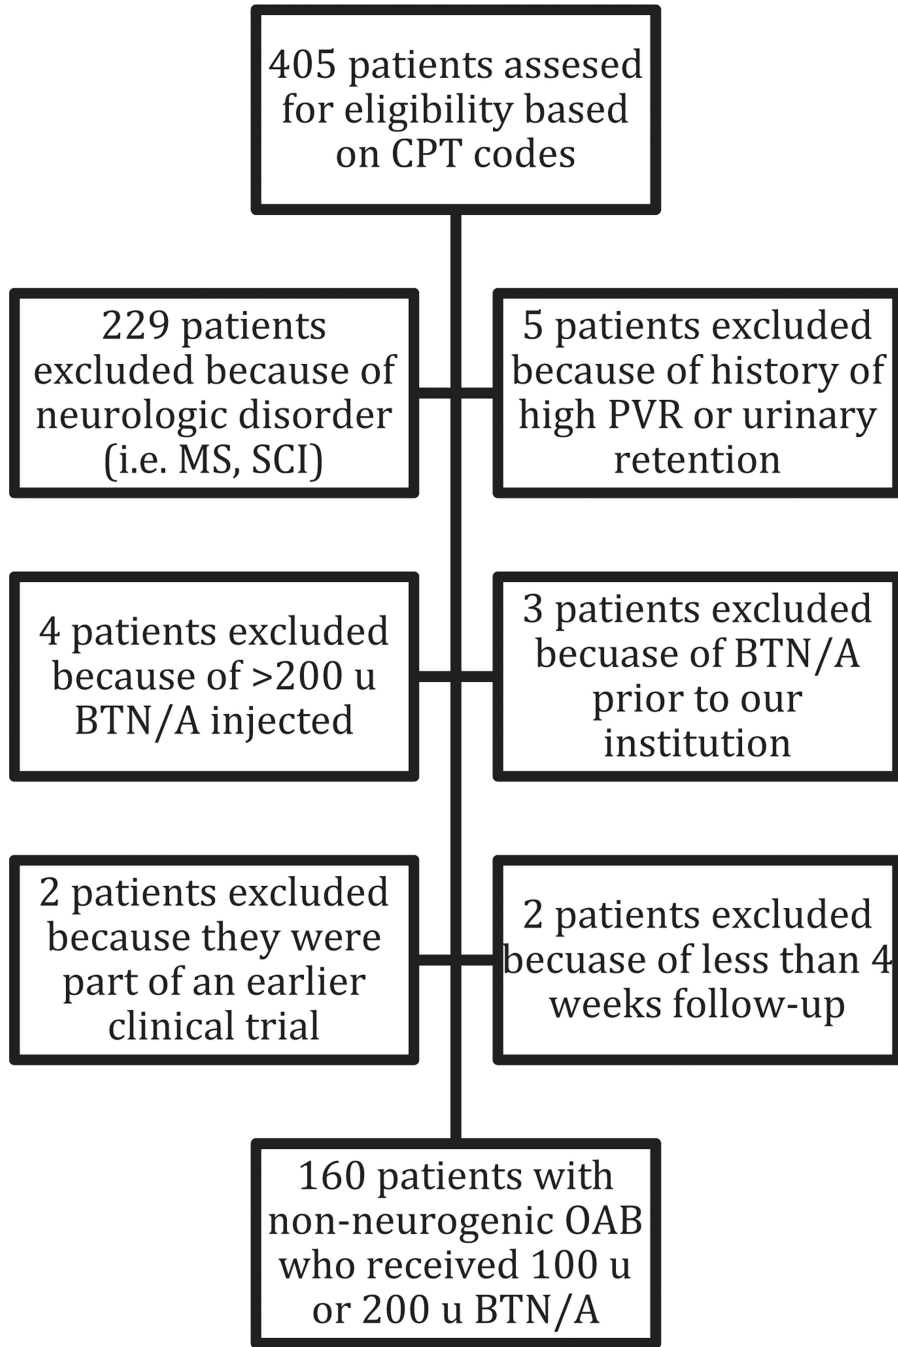 405 patients assesed
for eligibility based
on CPT codes
229 patients
excluded because of
neurologic disorder
(i.e. MS, SCI)
5 patients excluded
because of history of
high PVR or urinary
retention
4 patients excluded
because of >200 u
BTN/A injected
3 patients excluded
becuase of BTN/A
prior to our
institution
2 patients excluded
because they were
part of an earlier
clinical trial
2 patients excluded
becuase of less than 4
weeks follow-up
160 patients with
non-neurogenic OAB
who received 100 u
or 200 u BTN/A